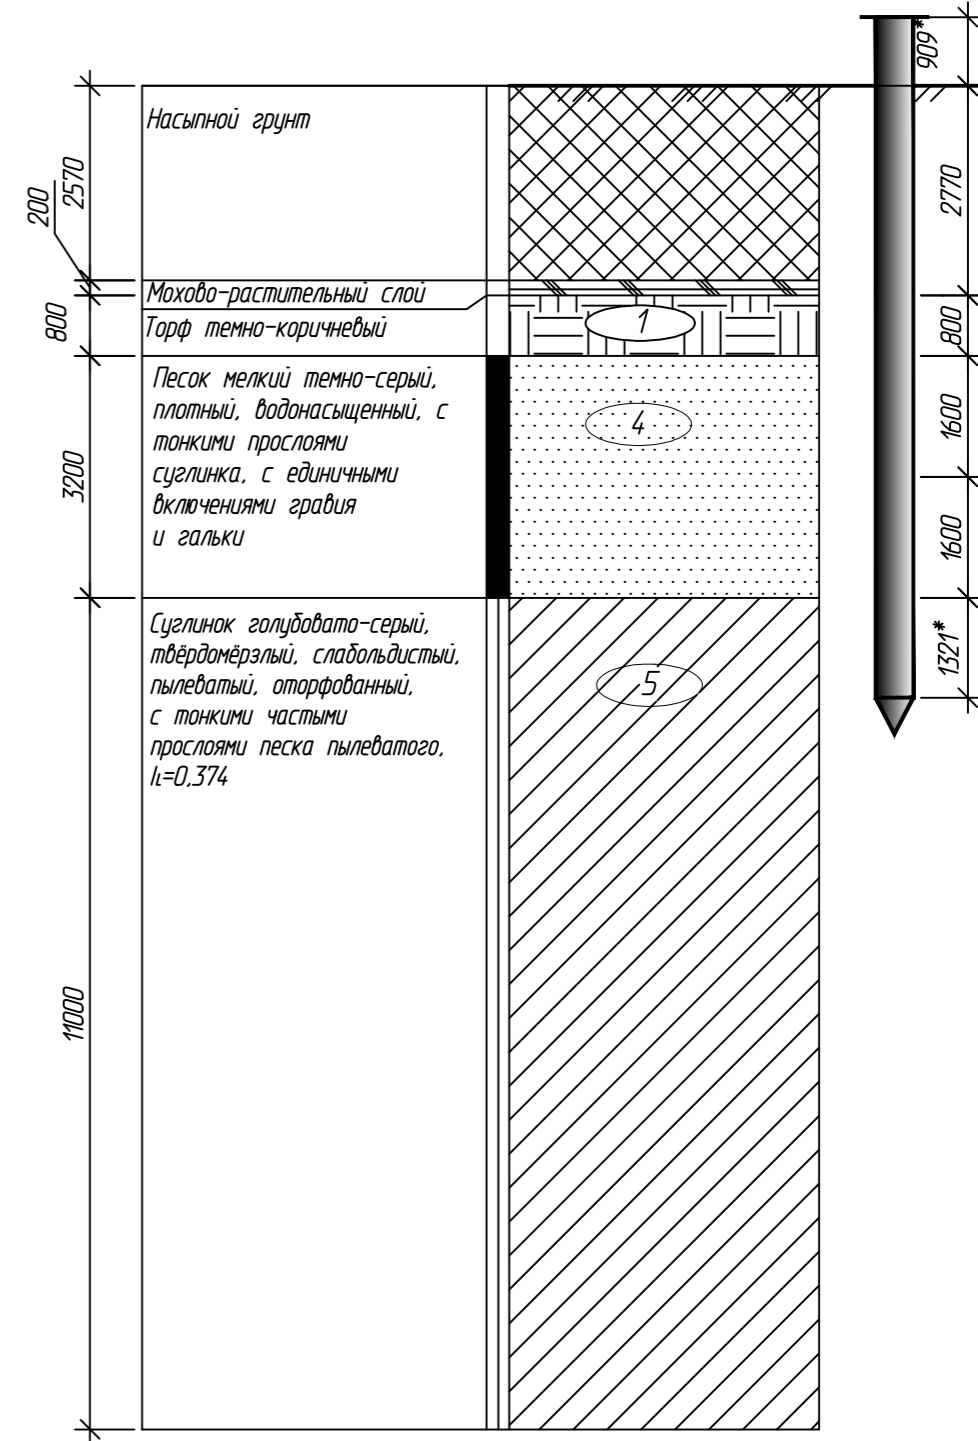 909*
Насыпной грунт
2570
200
2770
Мохово-растительный слой
800
Торф темно-коричневый
1
800
Песок мелкий темно-серый,
плотный, водонасыщенный, с
тонкими прослоями
суглинка, с единичными
включениями гравия
и гальки
3200
4
1600
1600
Суглинок голубовато-серый,
твёрдомёрзлый, слабольдистый,
пылеватый, оторфованный,
с тонкими частыми
прослоями песка пылеватого,
IL=0,374
5
1321*
11000